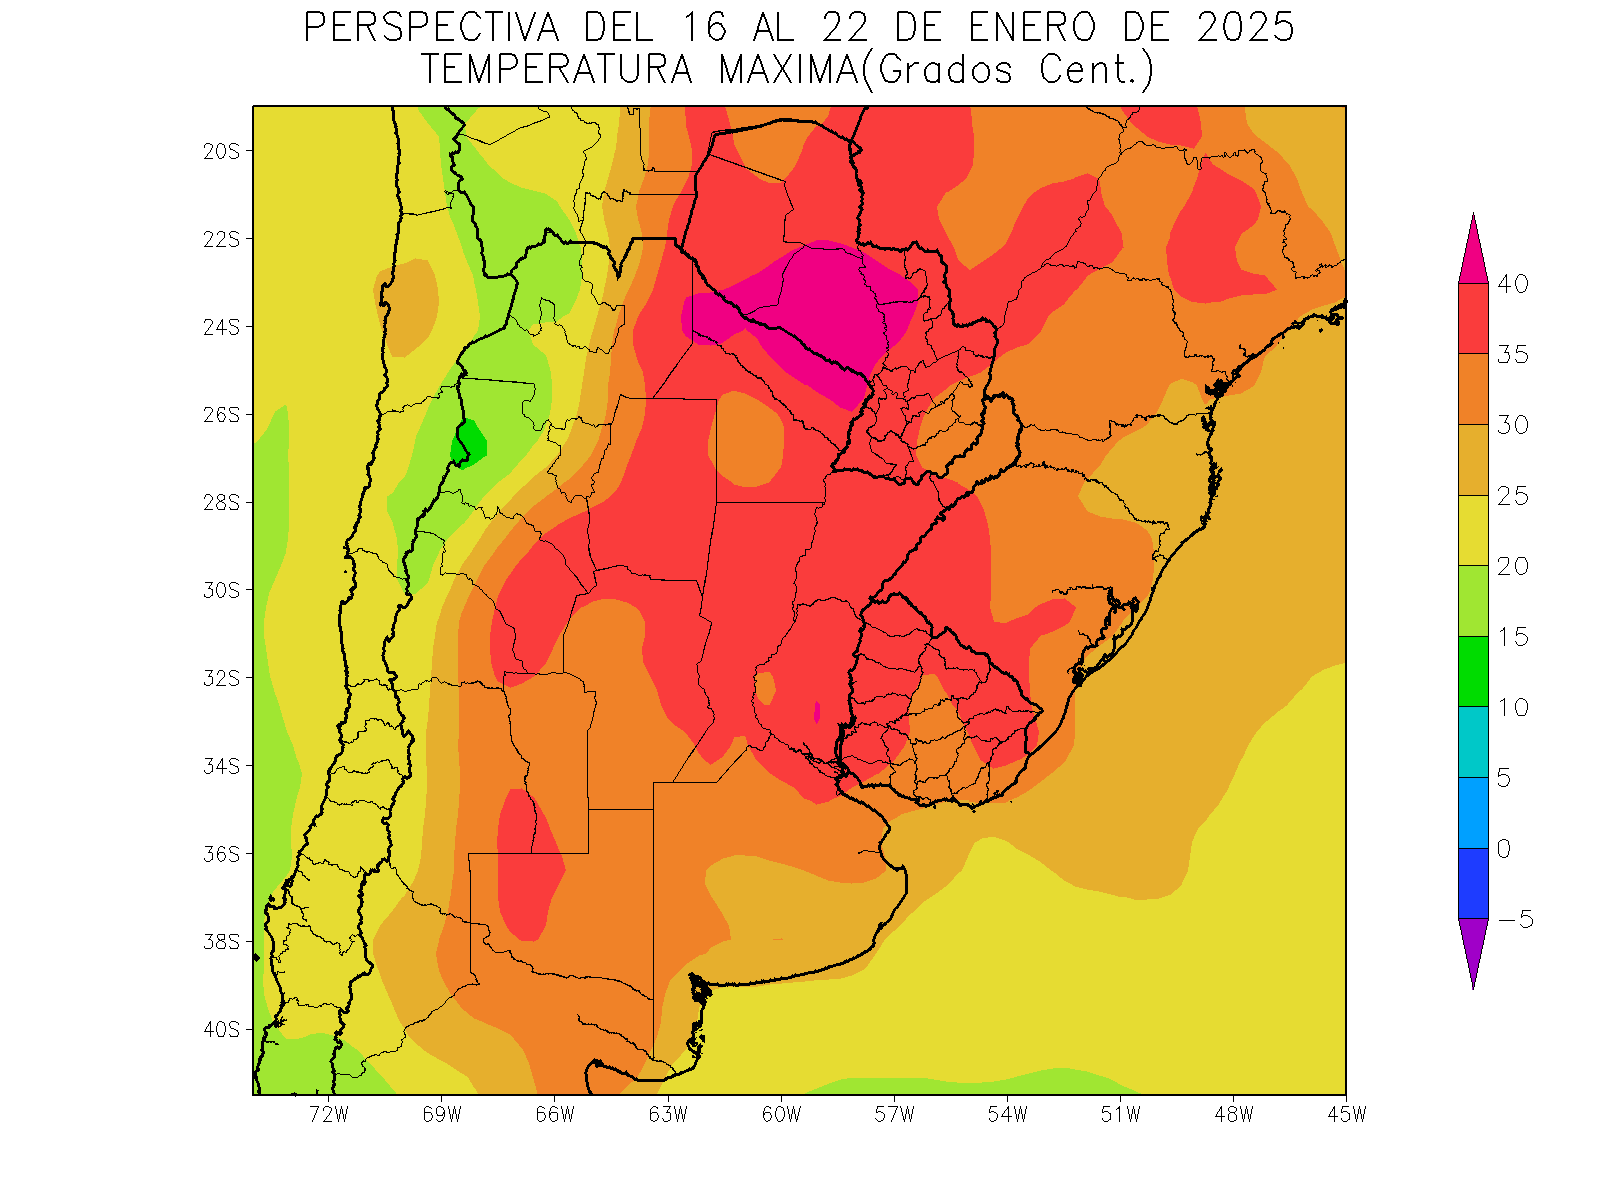 PERSPECTIVA DEL 16 AL 22 DE ENERO DE 2025
TEMPERATURA MAXIMA(Grados Cent.)
20S
22S
24S
26S
28S
30S
32S
34S
36S
38S
40S
72W
69W
66W
63W
60W
57W
54W
51W
48W
45W
40
35
30
25
20
15
10
5
0
-5